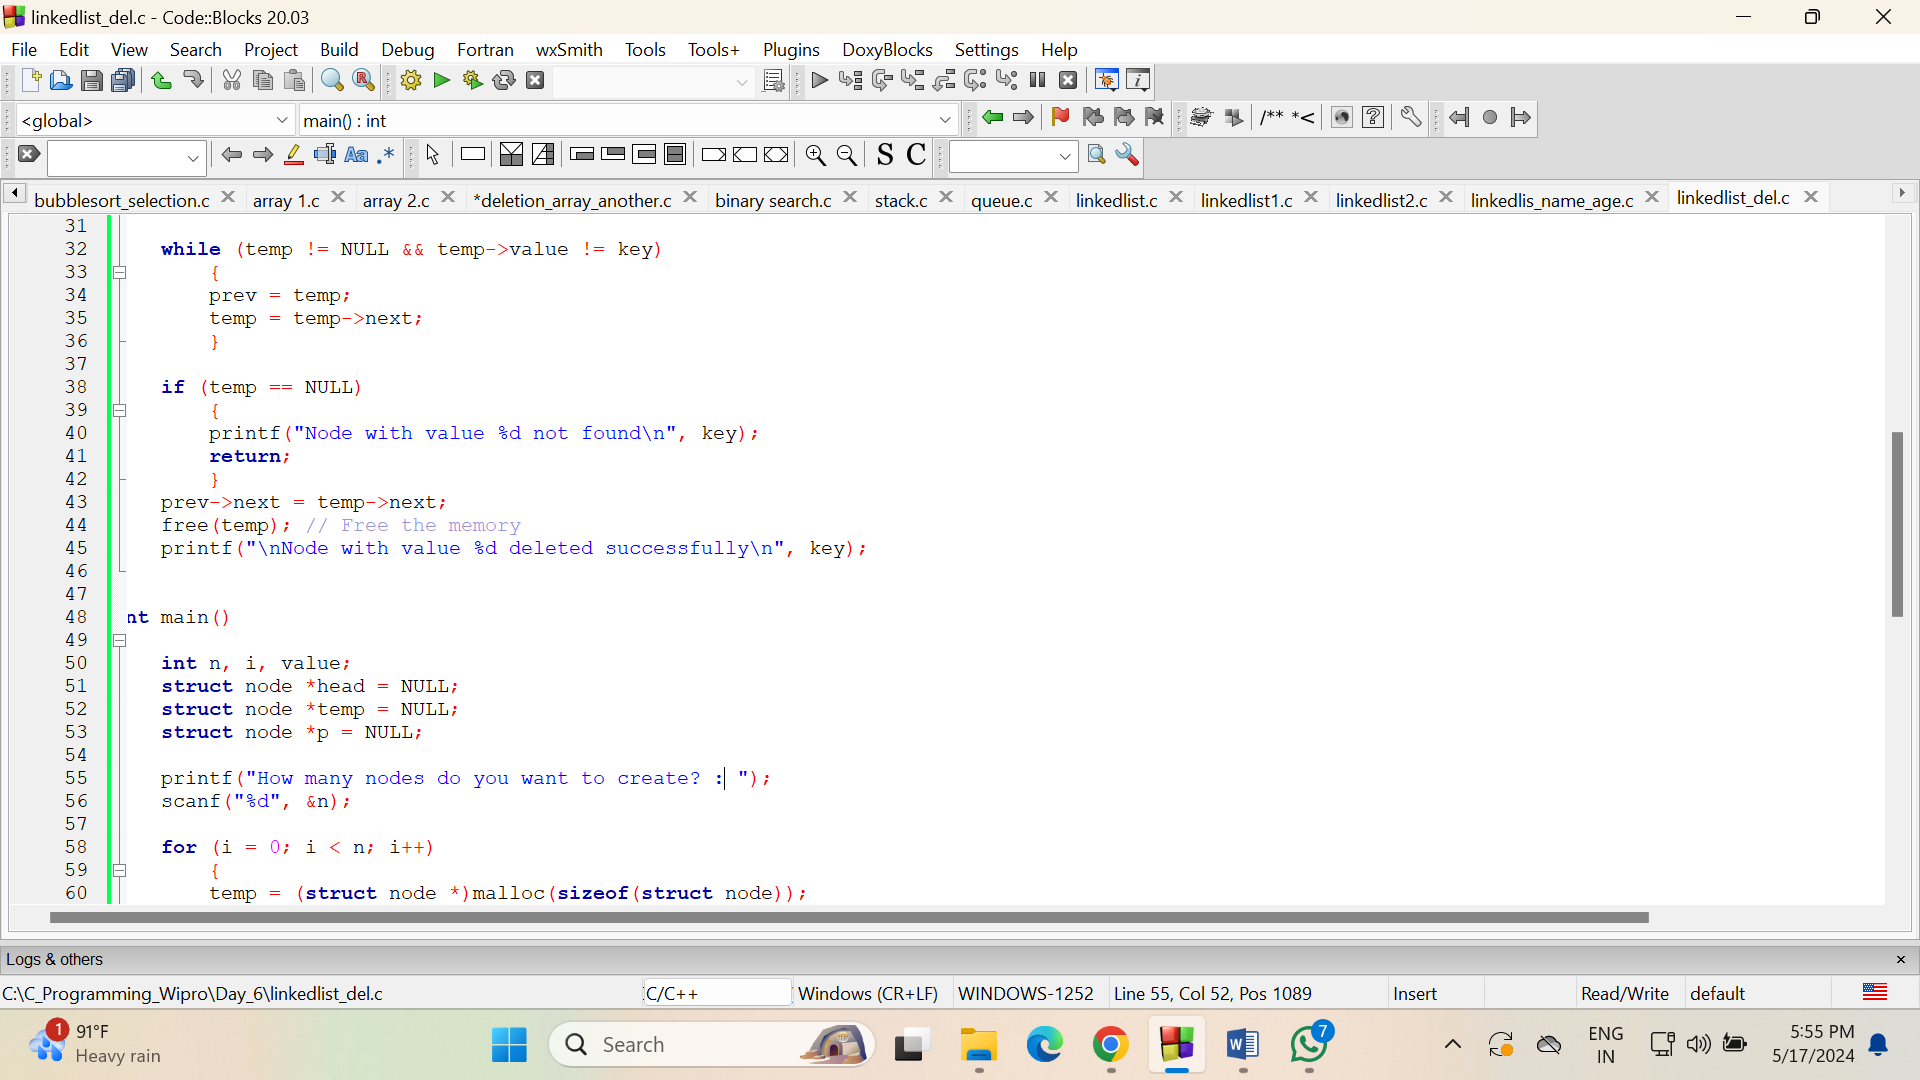 linkedlist_del.c - Code::Blocks 20.03
File Edit View Search Project Build Debug Fortran wxSmith Tools Tools+ Plugins DoxyBlocks Settings Help
<global> main() : int /** *<
Aa .* S C
bubblesort_selection.c array 1.c array 2.c *deletion_array_another.c binary search.c stack.c queue.c linkedlist.c linkedlist1.c linkedlist2.c linkedlis_name_age.c linkedlist_del.c
31
32 while (temp != NULL && temp->value != key)
33 {
34 prev = temp;
35 temp = temp->next;
36 }
37
38 if (temp == NULL)
39 {
40 printf("Node with value %d not found\n", key);
41 return;
42 }
43 prev->next = temp->next;
44 free(temp); // Free the memory
45 printf("\nNode with value %d deleted successfully\n", key);
46
47
48 nt main()
49
50 int n, i, value;
51 struct node *head = NULL;
52 struct node *temp = NULL;
53 struct node *p = NULL;
54
55 printf("How many nodes do you want to create? : ");
56 scanf("%d", &n);
57
58 for (i = 0; i < n; i++)
59 {
60 temp = (struct node *)malloc(sizeof(struct node));
Logs & others
C:\C_Programming_Wipro\Day_6\linkedlist_del.c C/C++ Windows (CR+LF) WINDOWS-1252 Line 55, Col 52, Pos 1089 Insert Read/Write default
1 91°F
Heavy rain
Search
7
ENG
IN
5:55 PM
5/17/2024